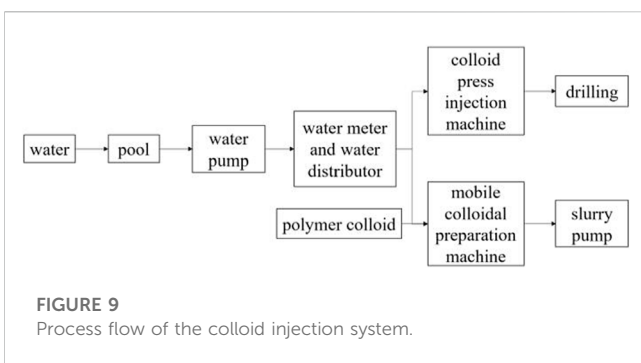 water
pool
water
pump
water meter
and water
distributor
colloid
press
injection
machine
drilling
polymer colloid
mobile
colloidal
preparation
machine
slurry
pump
FIGURE 9
Process flow of the colloid injection system.